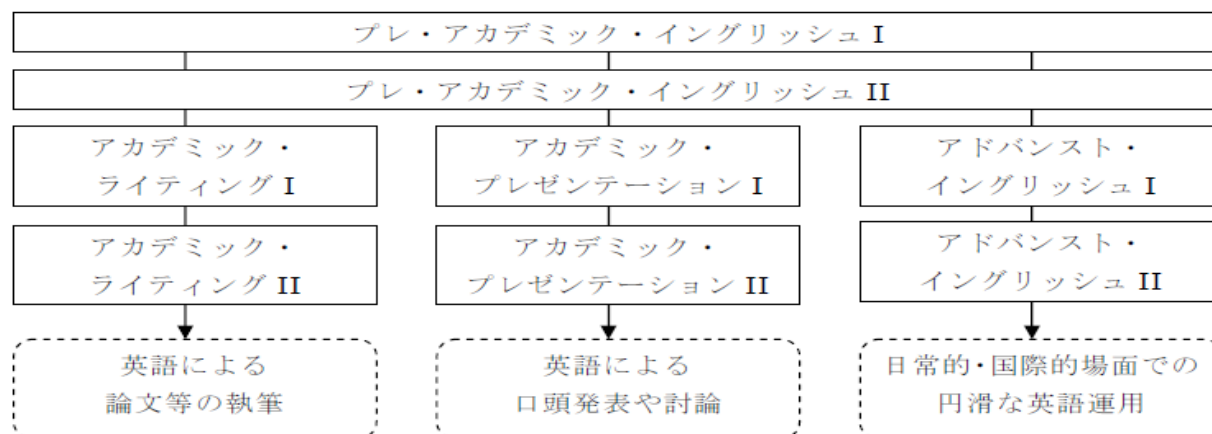 プレ・アカデミック・イングリッシュ I
プレ・アカデミック・イングリッシュ II
アカデミック・
ライティング I
アカデミック・
プレゼンテーション I
アドバンスト・
イングリッシュ I
アカデミック・
ライティング II
アカデミック・
プレゼンテーション II
アドバンスト・
イングリッシュ II
英語による
論文等の執筆
英語による
口頭発表や討論
日常的・国際的場面での
円滑な英語運用